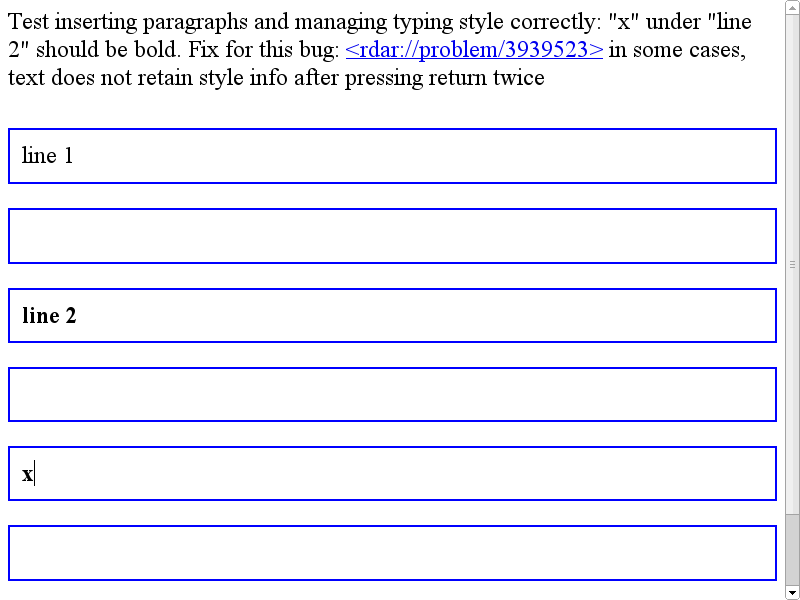 Test inserting paragraphs and managing typing style correctly: "x" under "line
2" should be bold. Fix for this bug: <rdar://problem/3939523> in some cases,
text does not retain style info after pressing return twice
line 1
line 2
x